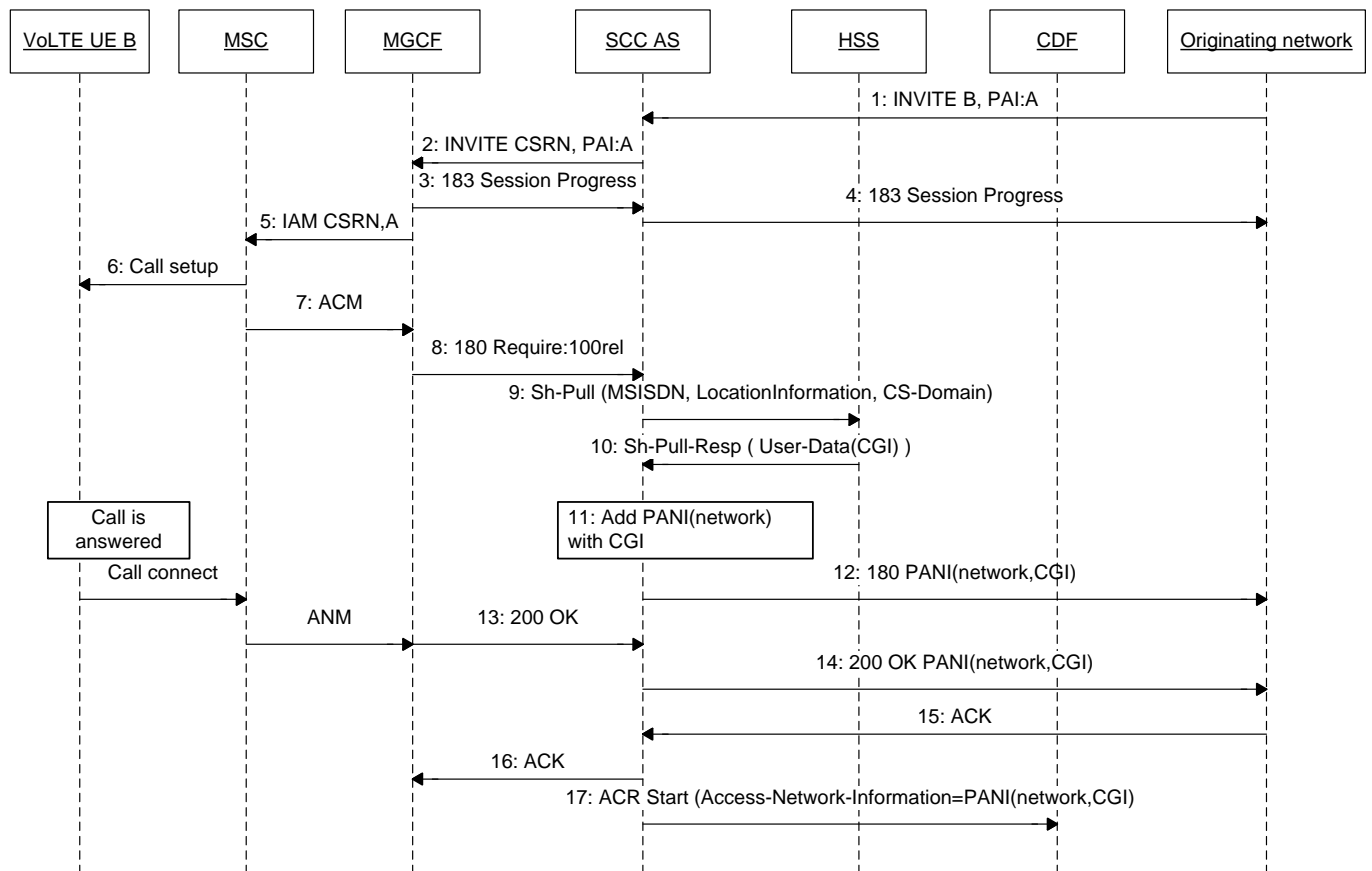 VoLTE UE B
MSC
MGCF
SCC AS
HSS
CDF
Originating network
1: INVITE B, PAI:A
2: INVITE CSRN, PAI:A
3: 183 Session Progress
4: 183 Session Progress
5: IAM CSRN,A
6: Call setup
7: ACM
8: 180 Require:100rel
9: Sh-Pull (MSISDN, LocationInformation, CS-Domain)
10: Sh-Pull-Resp ( User-Data(CGI) )
Call is
answered
11: Add PANI(network)
with CGI
Call connect
12: 180 PANI(network,CGI)
ANM
13: 200 OK
14: 200 OK PANI(network,CGI)
15: ACK
16: ACK
17: ACR Start (Access-Network-Information=PANI(network,CGI)